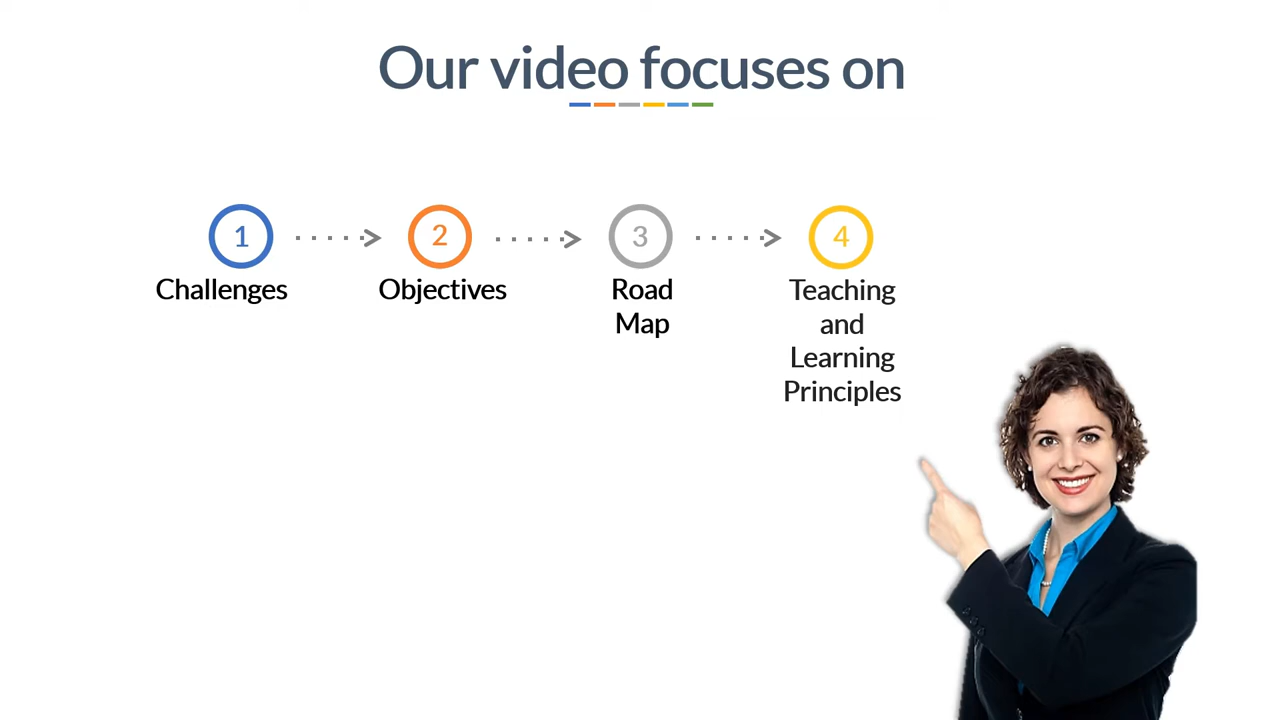 Our video focuses on
1
2
3
4
Challenges
Objectives
Road
Map
Teaching
and
Learning
Principles